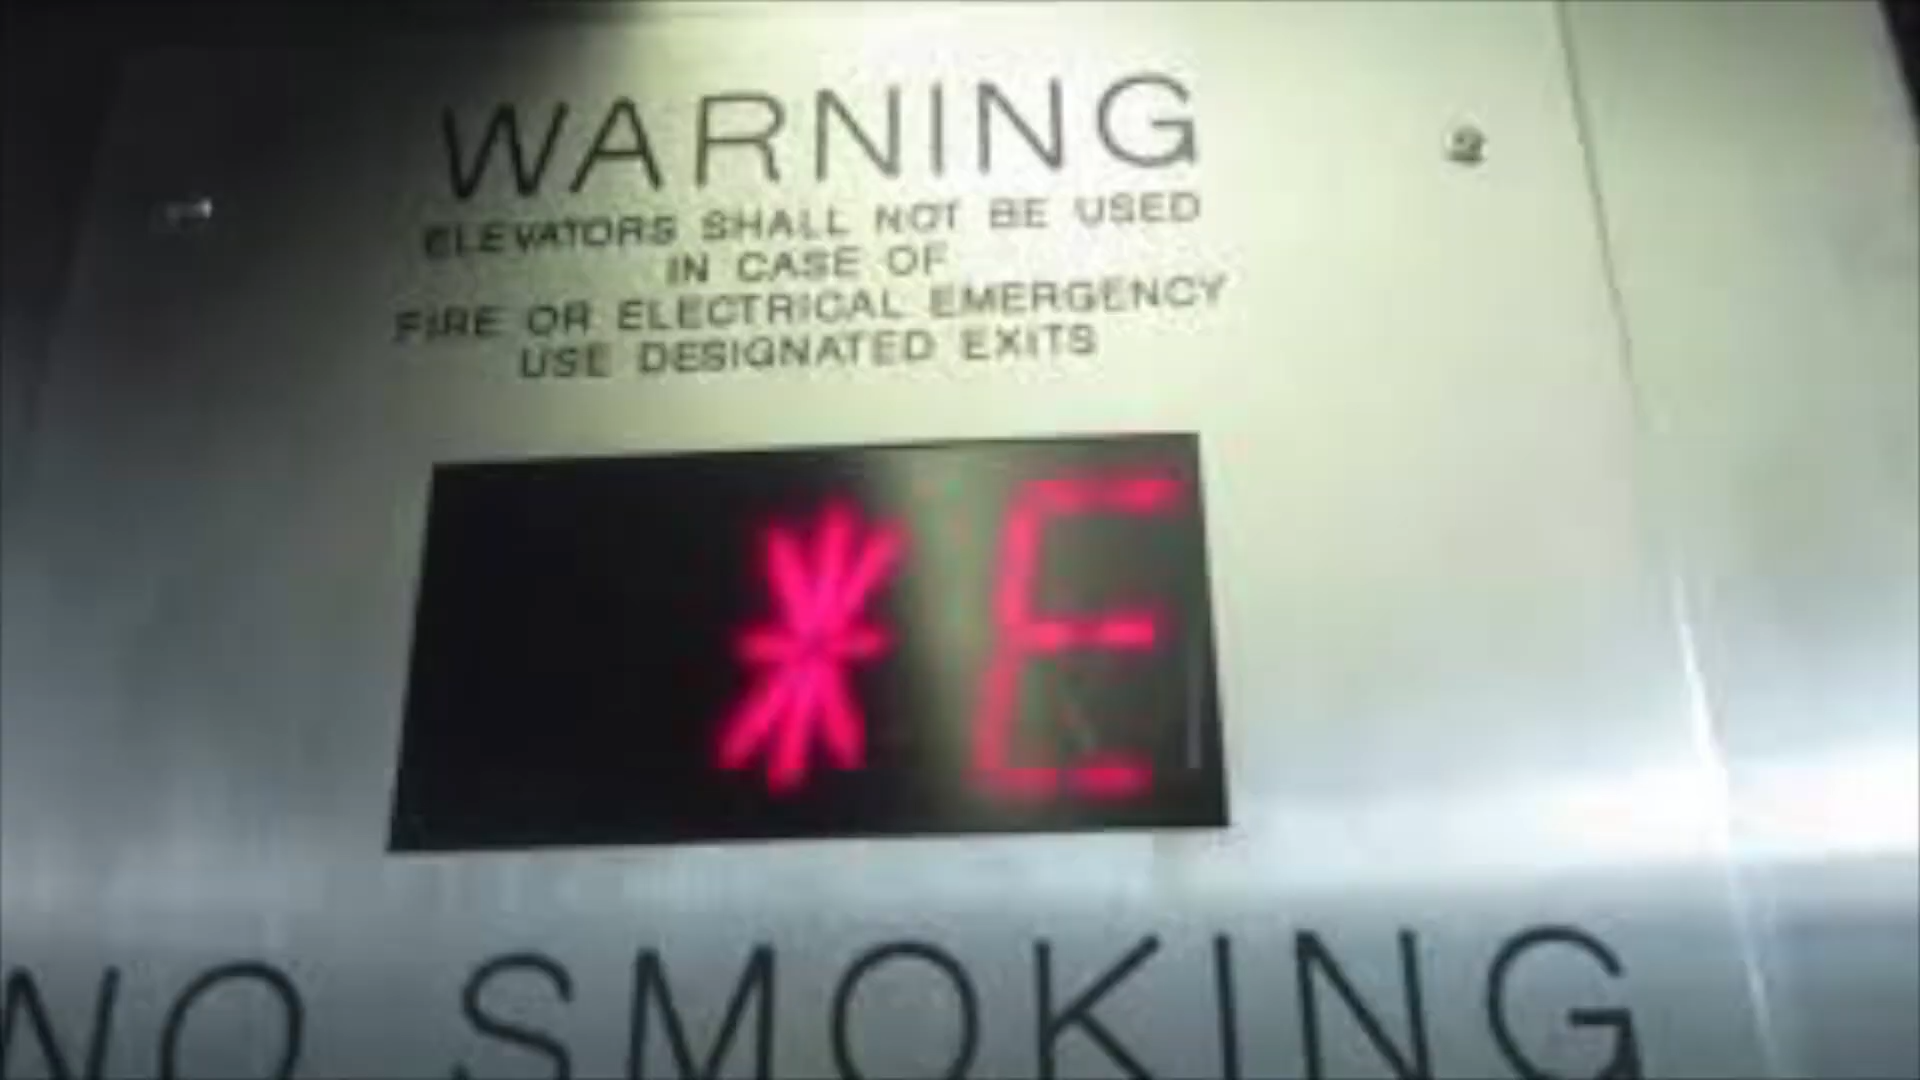 WARNING
ELEVATORS SHALL NOT BE USED
IN CASE OF
FIRE OR ELECTRICAL EMERGENCY
USE DESIGNATED EXITS
*E
NO SMOKING